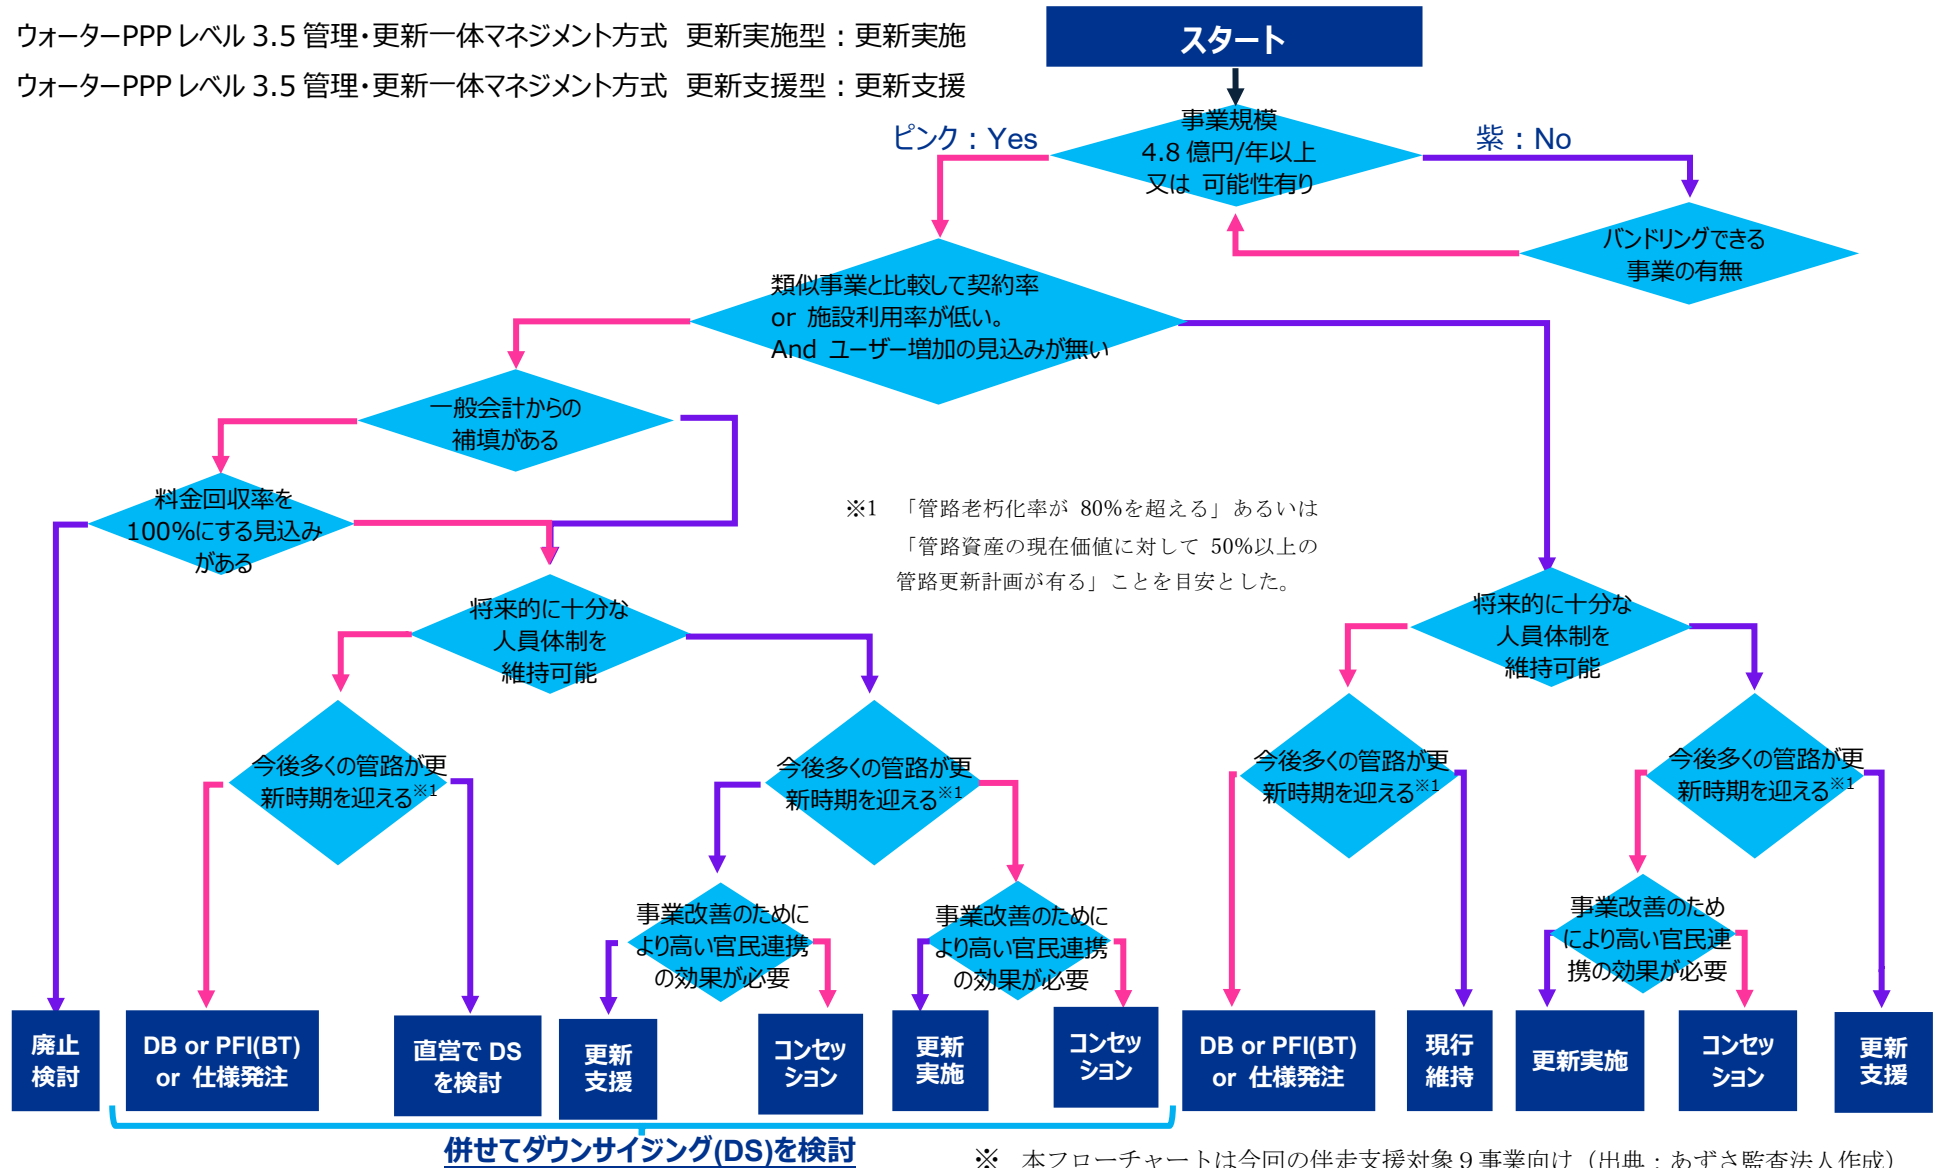 ウォーターPPP レベル 3.5 管理・更新一体マネジメント方式 更新実施型：更新実施
ウォーターPPP レベル 3.5 管理・更新一体マネジメント方式 更新支援型：更新支援
スタート
ピンク：Yes
紫：No
事業規模
4.8 億円/年以上
又は 可能性有り
バンドリングできる
事業の有無
類似事業と比較して契約率
or 施設利用率が低い。
And ユーザー増加の見込みが無い
一般会計からの
補填がある
料金回収率を
100%にする見込み
がある
※1 「管路老朽化率が 80%を超える」あるいは
「管路資産の現在価値に対して 50%以上の
管路更新計画が有る」ことを目安とした。
将来的に十分な
人員体制を
維持可能
将来的に十分な
人員体制を
維持可能
今後多くの管路が更
新時期を迎える※1
今後多くの管路が更
新時期を迎える※1
今後多くの管路が更
新時期を迎える※1
今後多くの管路が更
新時期を迎える※1
事業改善のために
より高い官民連携
の効果が必要
事業改善のために
より高い官民連携
の効果が必要
事業改善のため
により高い官民連
携の効果が必要
廃止
検討
DB or PFI(BT)
or 仕様発注
直営で DS
を検討
更新
支援
コンセッ
ション
更新
実施
コンセッ
ション
DB or PFI(BT)
or 仕様発注
現行
維持
更新実施
コンセッ
ション
更新
支援
併せてダウンサイジング(DS)を検討
※ 本フローチャートは今回の伴走支援対象９事業向け（出典：あずさ監査法人作成）